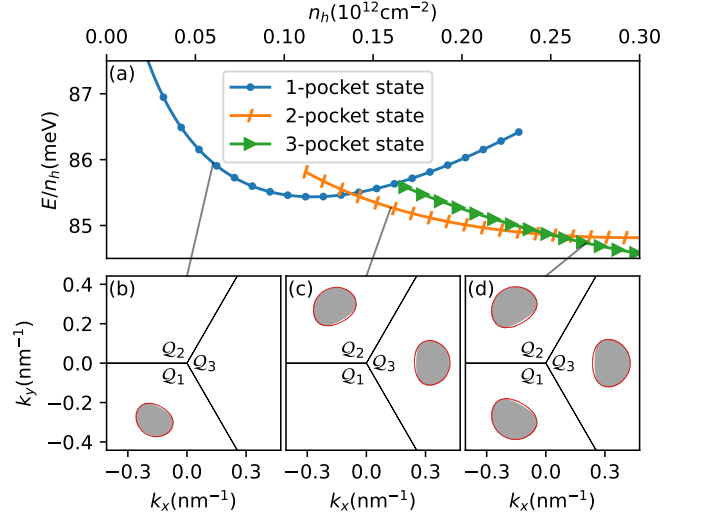 n_h(10^12cm^-2)
0.00 0.05 0.10 0.15 0.20 0.25 0.30
(a)
1-pocket state
2-pocket state
3-pocket state
E/n_h(meV)
87
86
85
(b) (c) (d)
k_y(nm^-1)
0.4
0.2
0.0
−0.2
−0.4
Q_2 Q_3 Q_1
Q_2 Q_3 Q_1
Q_2 Q_3 Q_1
−0.3 0.0 0.3 −0.3 0.0 0.3 −0.3 0.0 0.3
k_x(nm^-1) k_x(nm^-1) k_x(nm^-1)